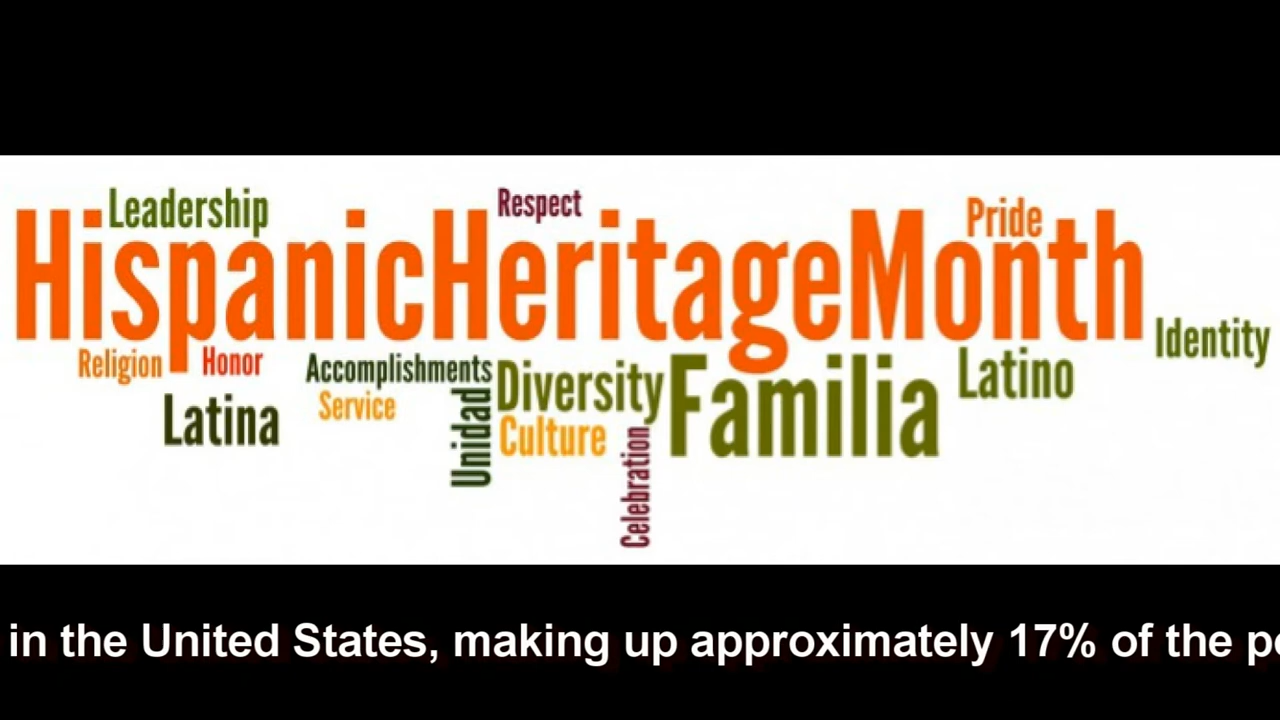 Leadership
Respect
Pride
HispanicHeritageMonth
Identity
Religion
Honor
Accomplishments
Diversity
Familia
Latino
Latina
Service
Unidad
Culture
Celebration
in the United States, making up approximately 17% of the